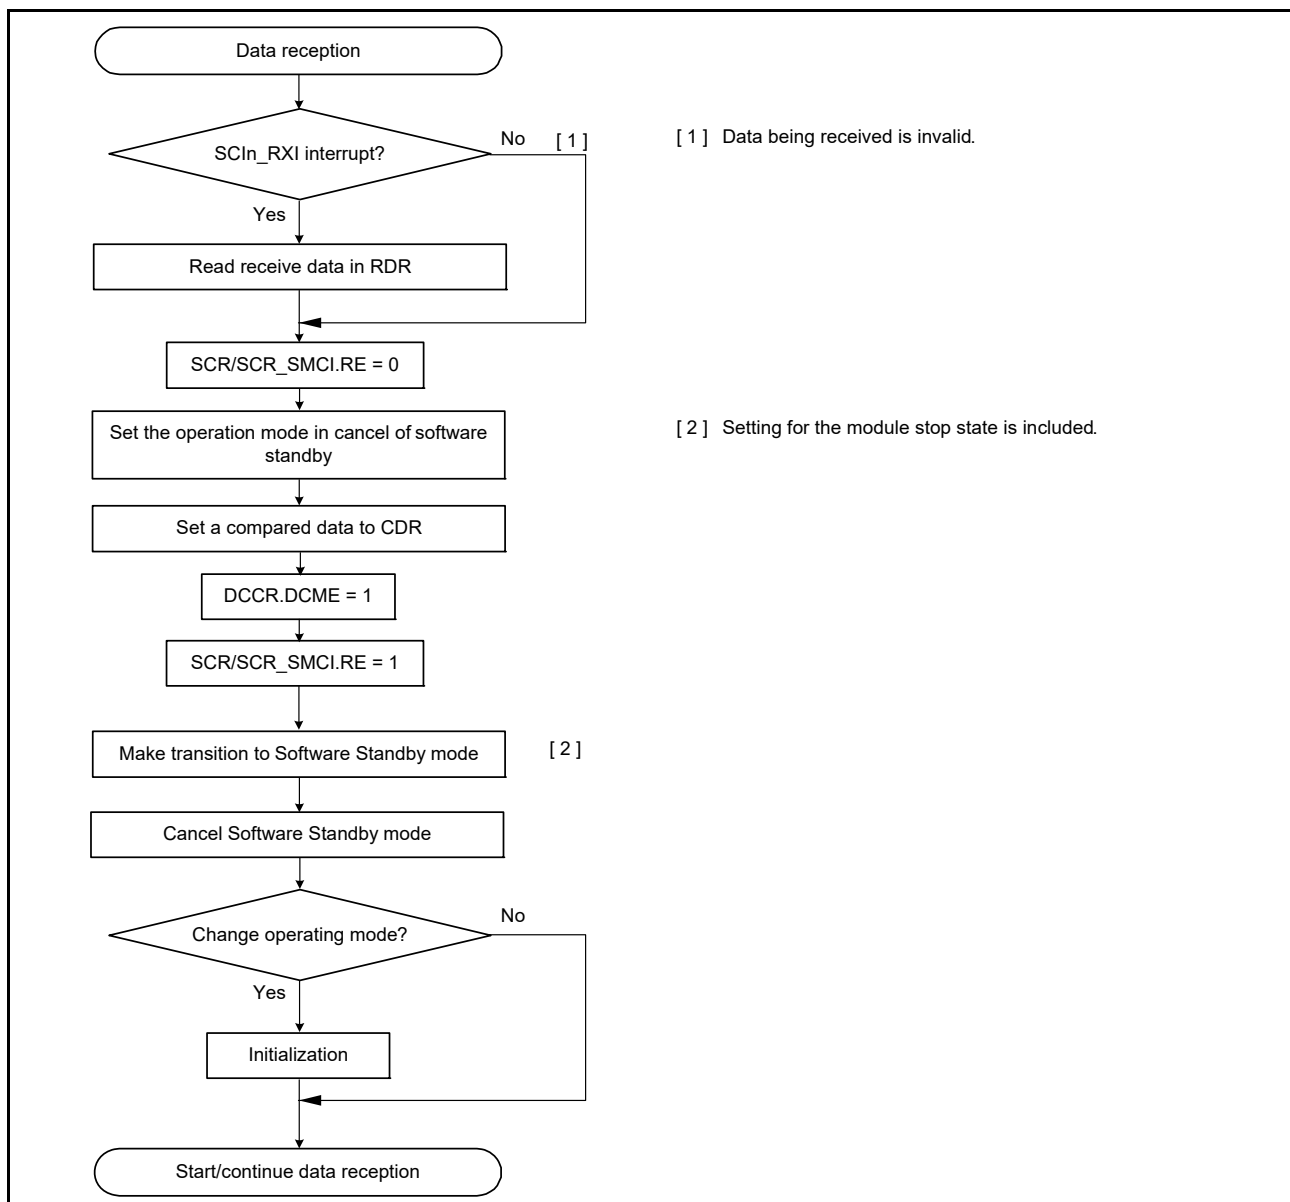 Data reception
SCIn_RXI interrupt?
No
[ 1 ]
[ 1 ] Data being received is invalid.
Yes
Read receive data in RDR
SCR/SCR_SMCI.RE = 0
Set the operation mode in cancel of software
standby
[ 2 ] Setting for the module stop state is included.
Set a compared data to CDR
DCCR.DCME = 1
SCR/SCR_SMCI.RE = 1
Make transition to Software Standby mode
[ 2 ]
Cancel Software Standby mode
Change operating mode?
No
Yes
Initialization
Start/continue data reception